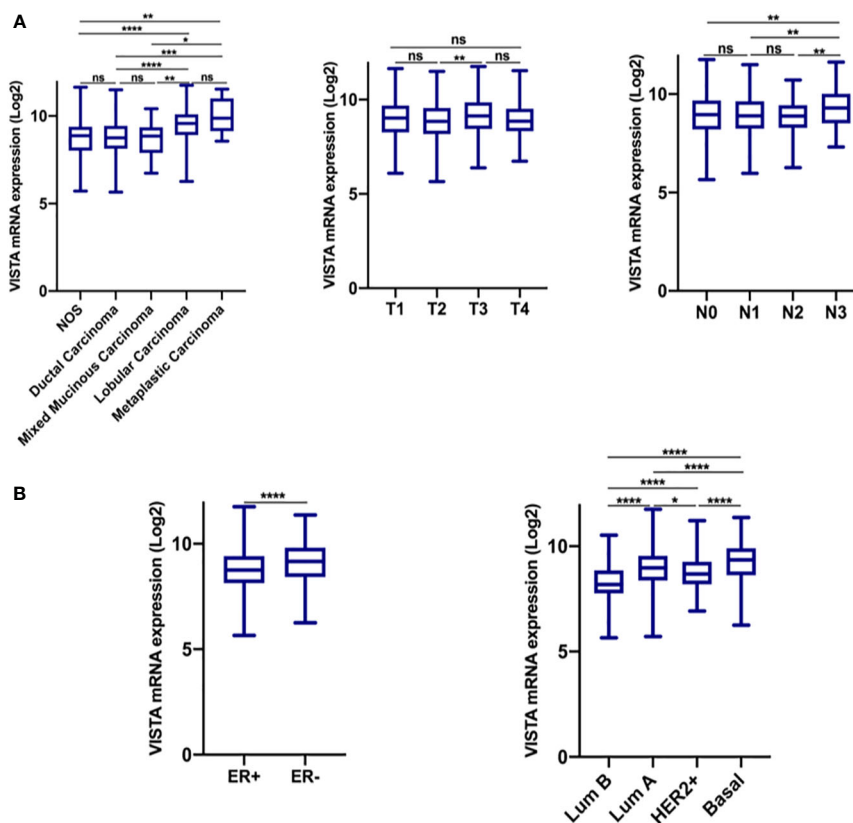 A
**
****
*
***
****
ns
ns
**
ns
VISTA mRNA expression (Log2)
10
5
0
NOS
Ductal Carcinoma
Mixed Mucinous Carcinoma
Lobular Carcinoma
Metaplastic Carcinoma
ns
ns
**
ns
VISTA mRNA expression (Log2)
10
5
0
T1
T2
T3
T4
**
**
ns
ns
**
VISTA mRNA expression (Log2)
10
5
0
N0
N1
N2
N3
B
****
VISTA mRNA expression (Log2)
10
5
0
ER+
ER-
****
****
****
****
*
****
VISTA mRNA expression (Log2)
10
5
0
Lum B
Lum A
HER2+
Basal